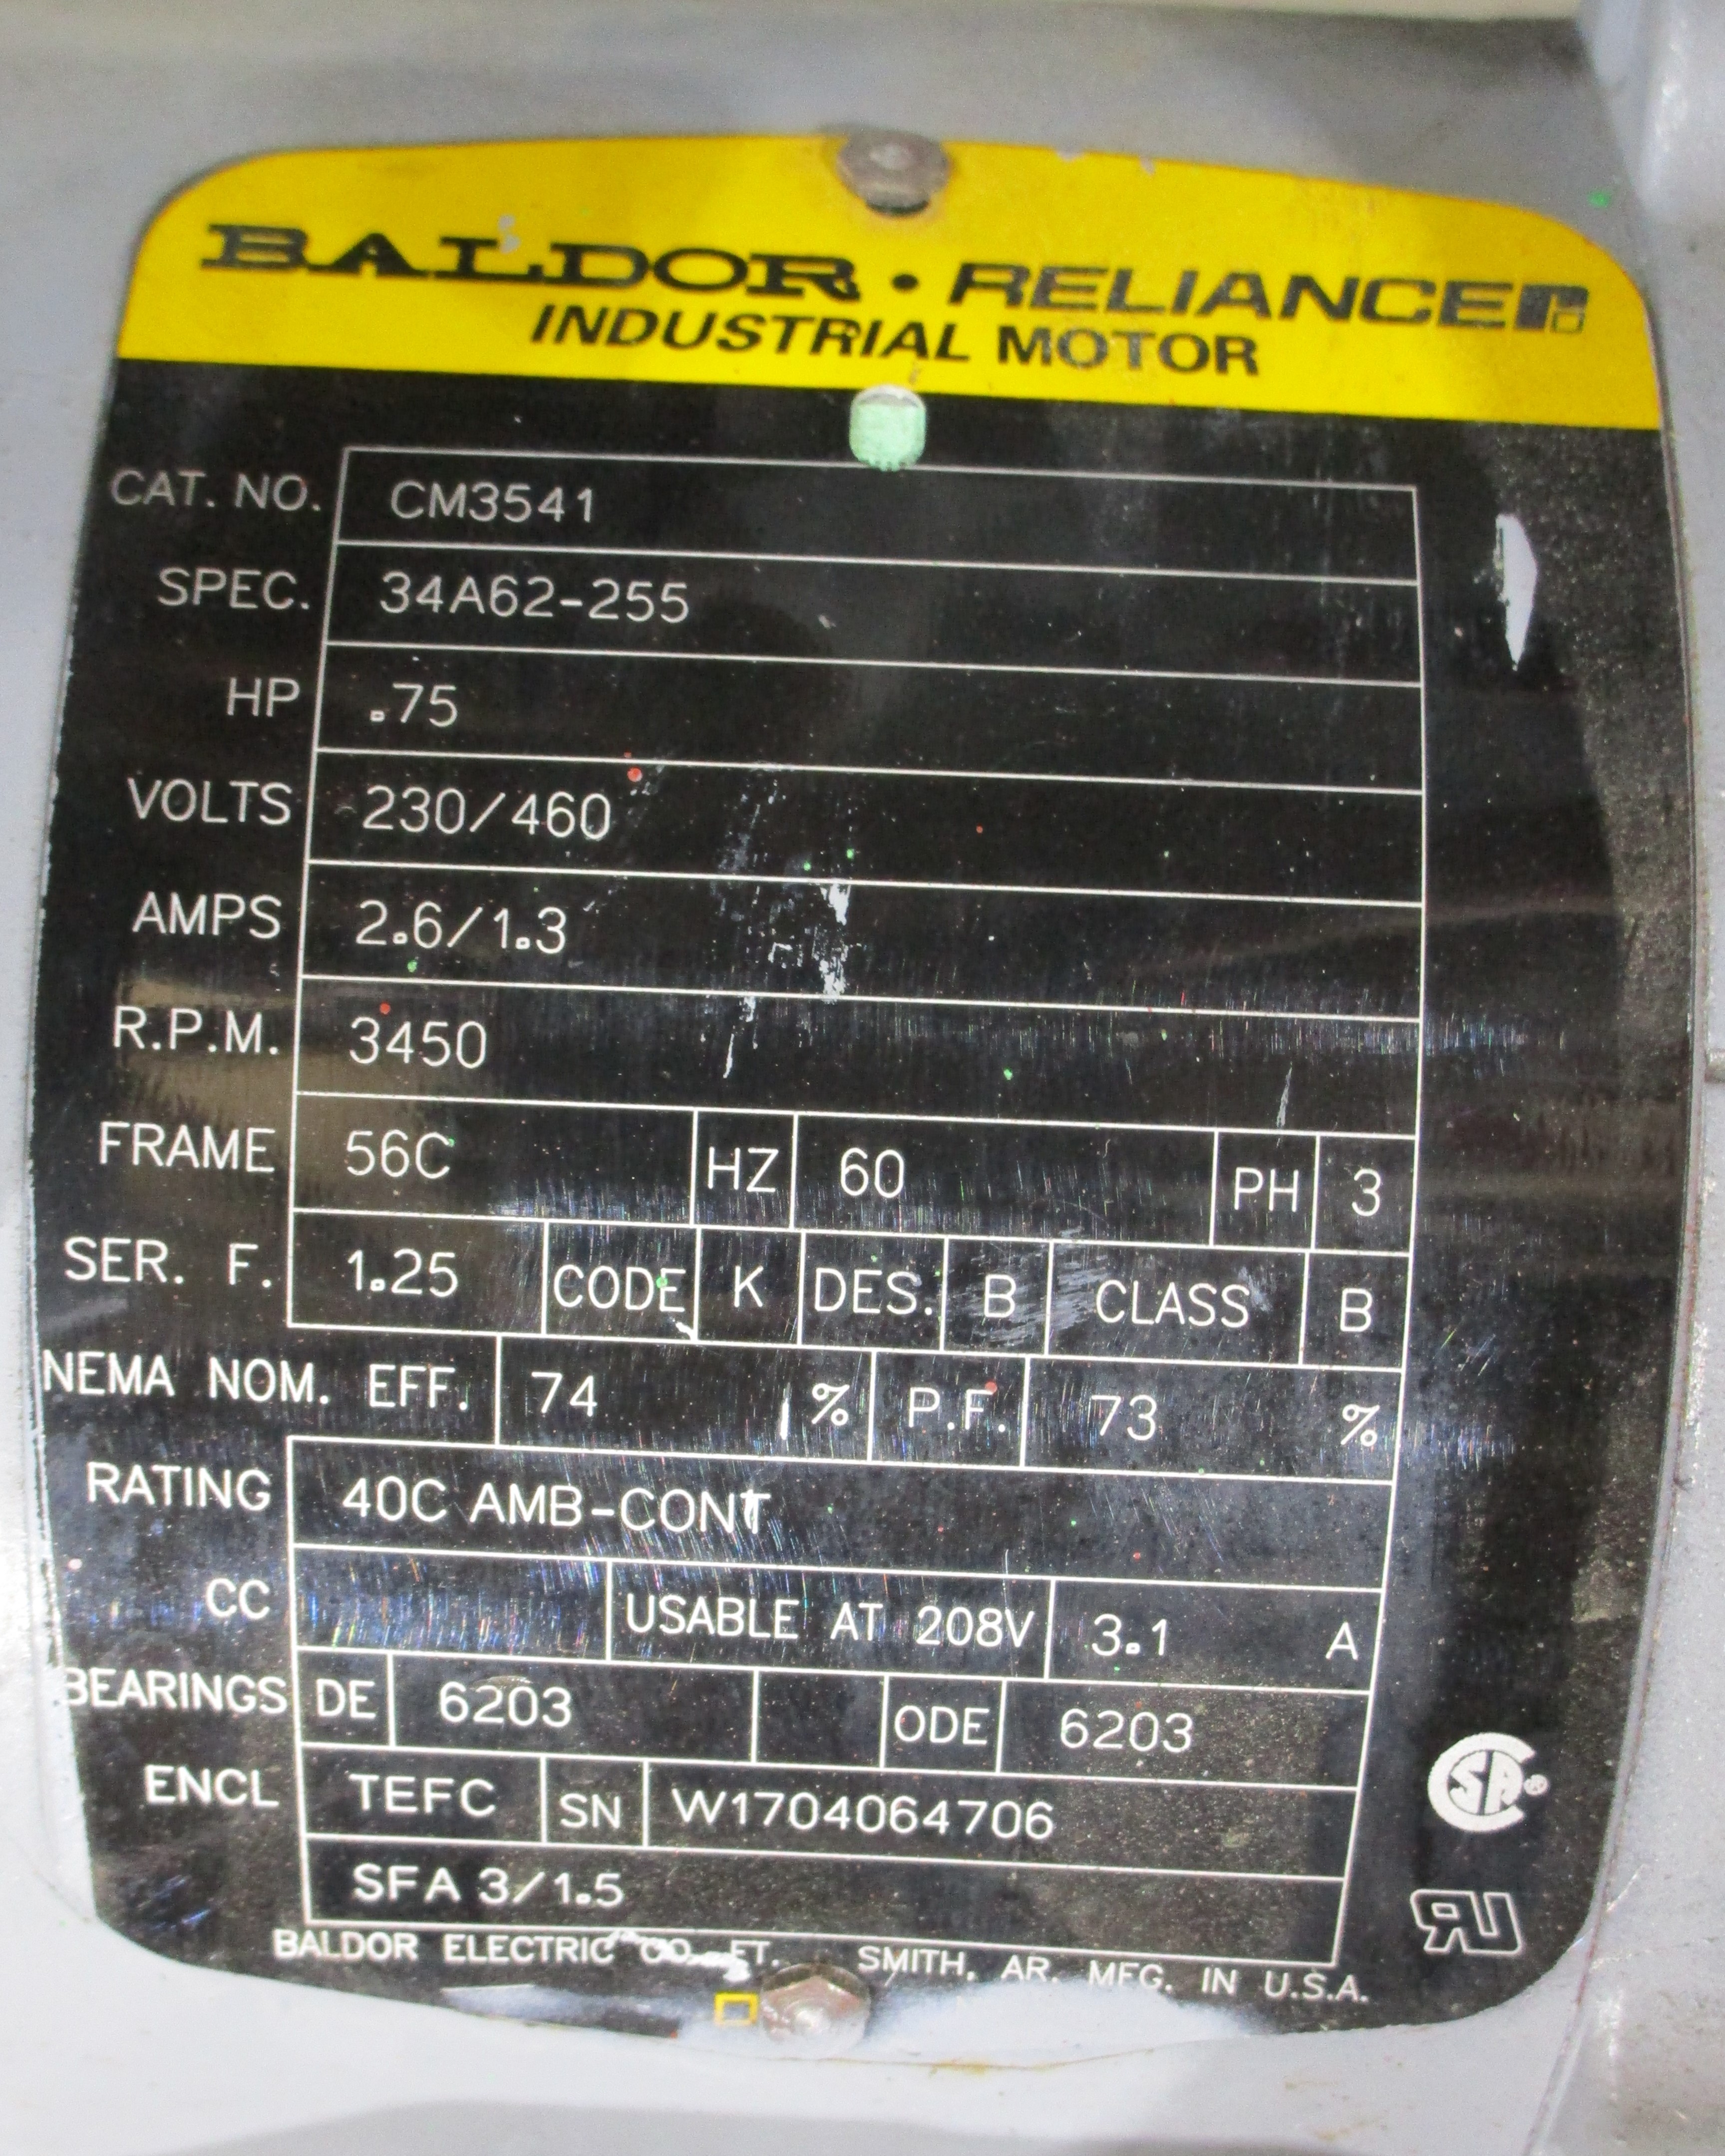 BALDOR • RELIANCE
INDUSTRIAL MOTOR
CAT. NO. CM3541
SPEC. 34A62-255
HP .75
VOLTS 230/460
AMPS 2.6/1.3
R.P.M. 3450
FRAME 56C HZ 60 PH 3
SER. F. 1.25 CODE K DES. B CLASS B
NEMA NOM. EFF. 74 % P.F. 73 %
RATING 40C AMB-CONT
CC USABLE AT 208V 3.1 A
BEARINGS DE 6203 ODE 6203
ENCL TEFC SN W1704064706
SFA 3/1.5
BALDOR ELECTRIC CO. FT. SMITH, AR. MFG. IN U.S.A.
SA®
RU